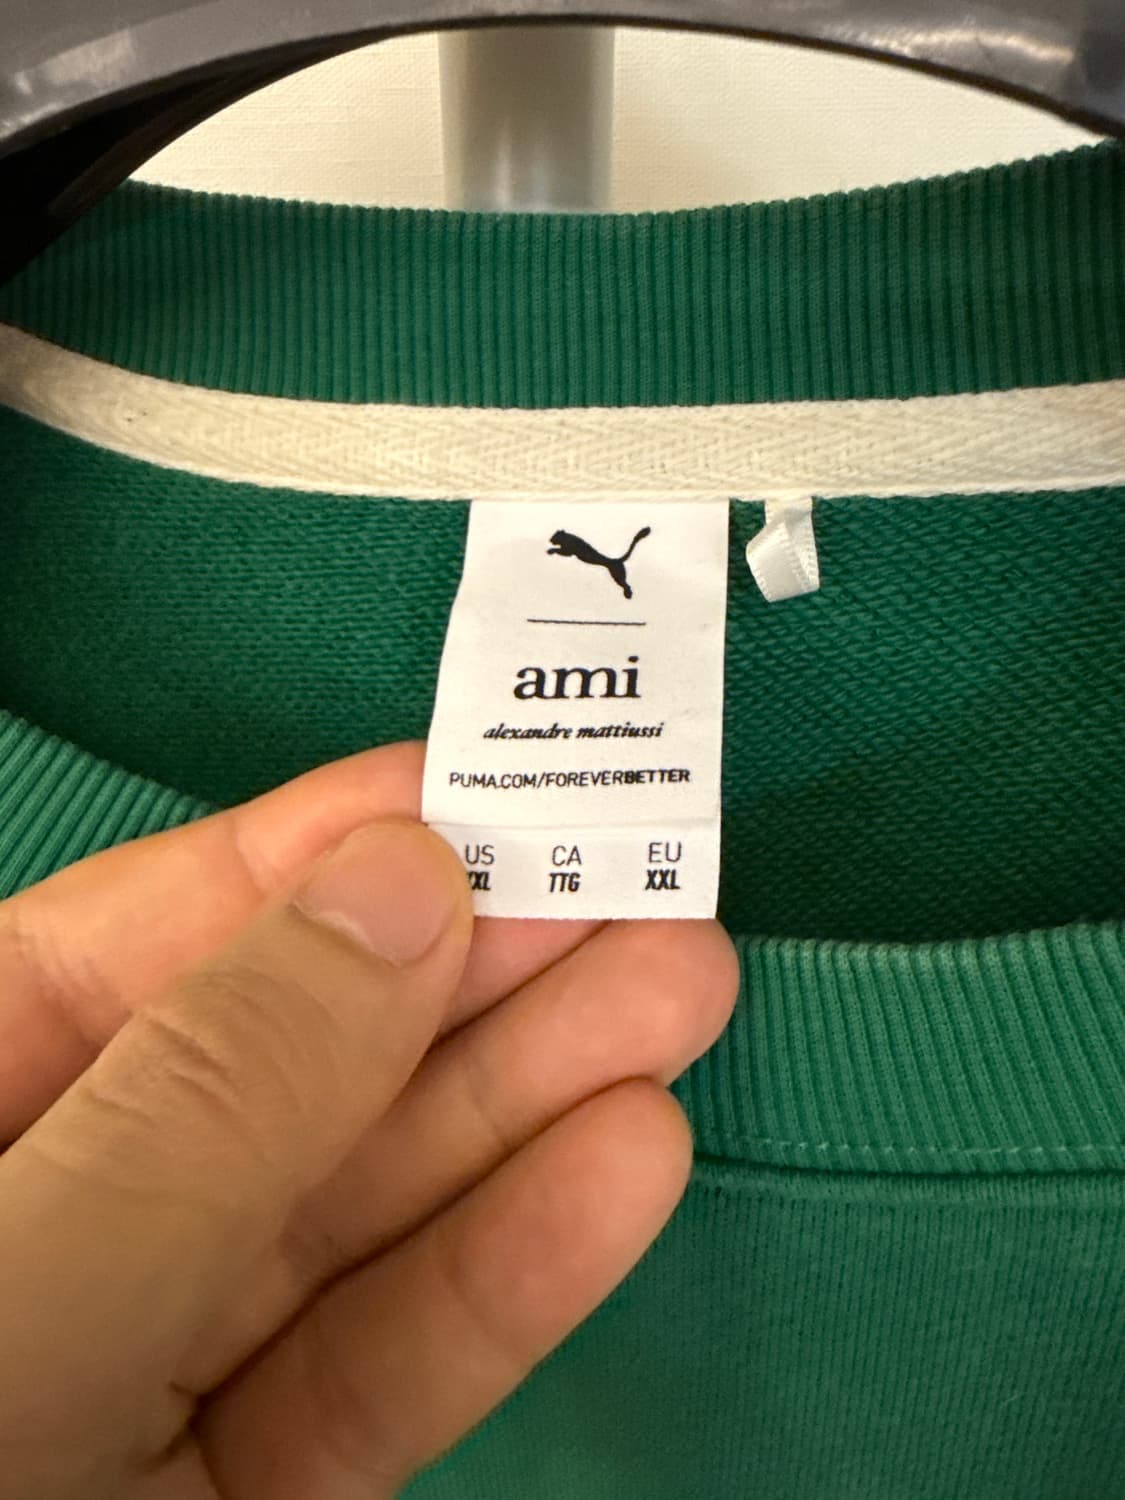 ami
alexandre mattiussi
PUMA.COM/FOREVERBETTER
US CA EU
TTG XXL